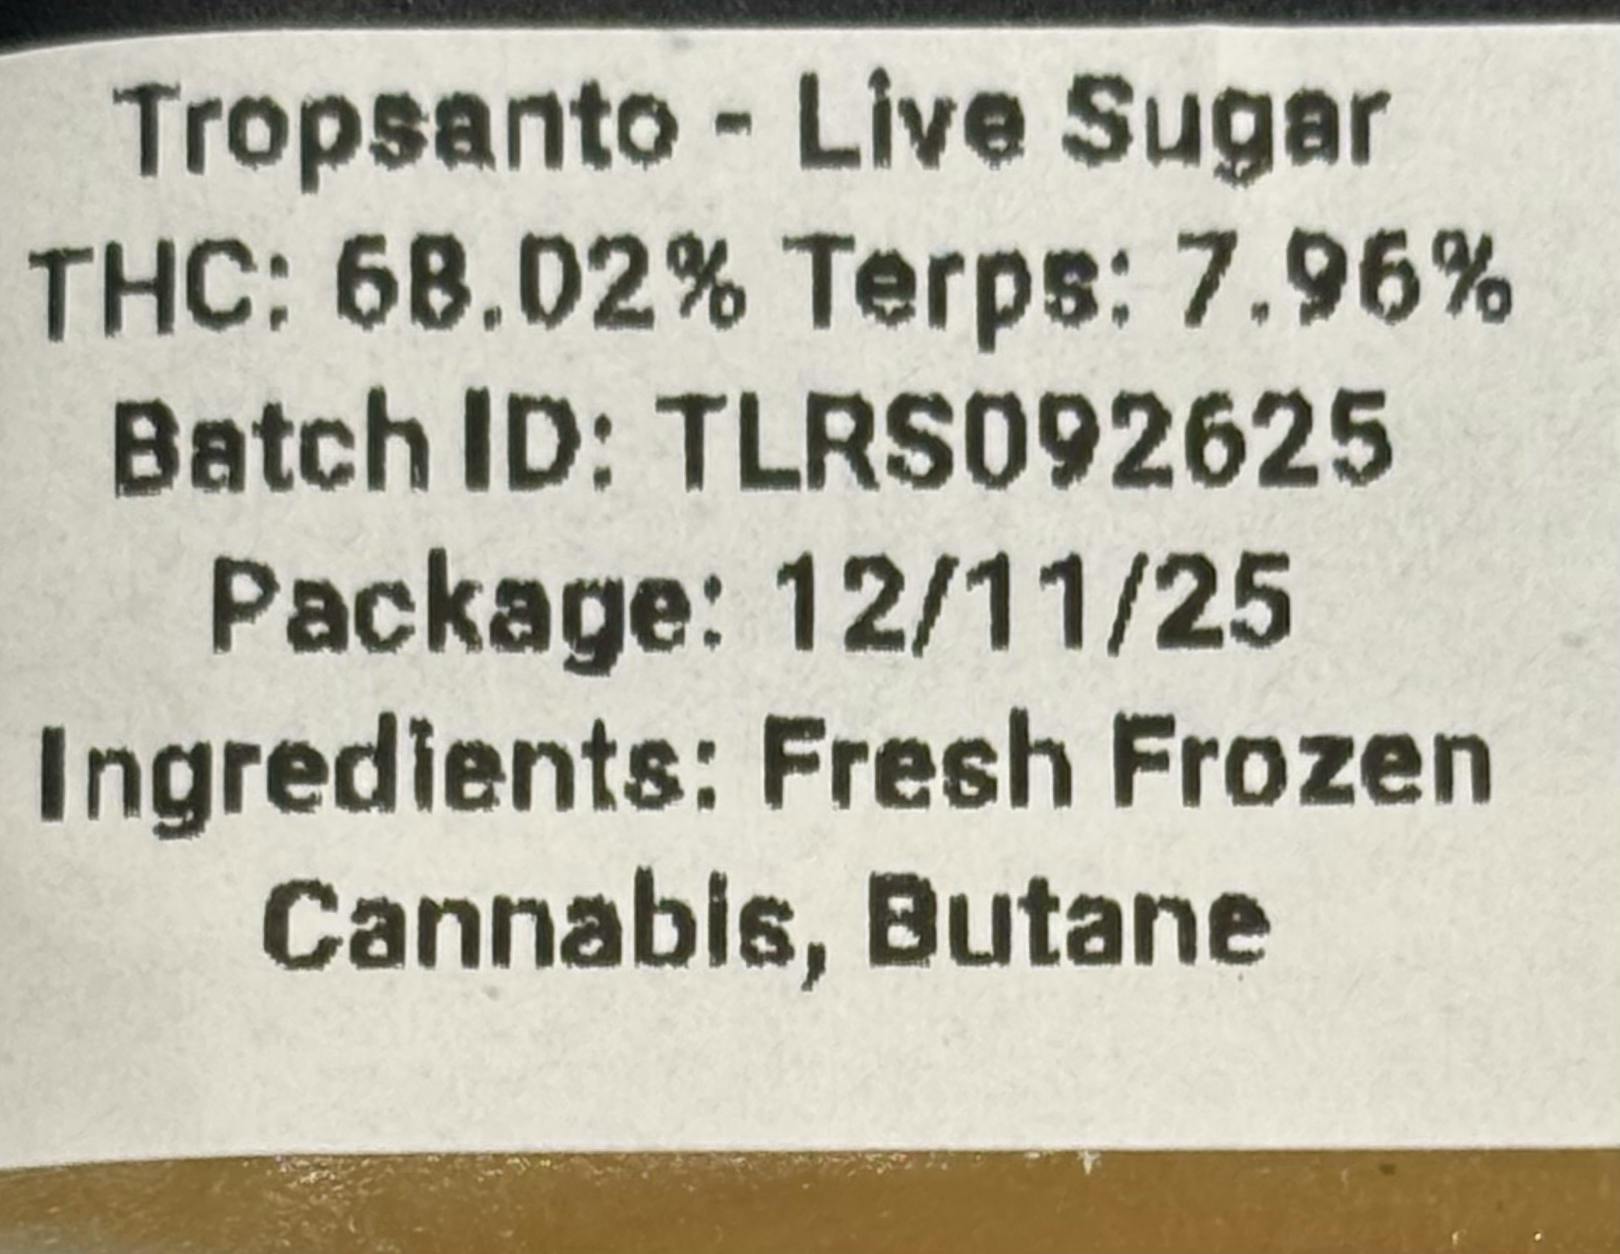 Tropsanto - Live Sugar
THC: 68.02% Terps: 7.96%
Batch ID: TLRS092625
Package: 12/11/25
Ingredients: Fresh Frozen
Cannabis, Butane